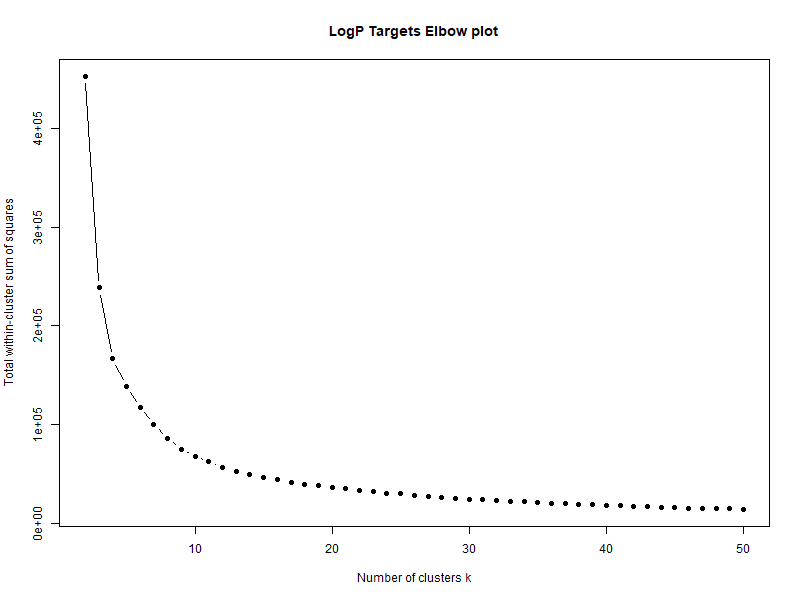 LogP Targets Elbow plot
Total within-cluster sum of squares
4e+05
3e+05
2e+05
1e+05
0e+00
10 20 30 40 50
Number of clusters k